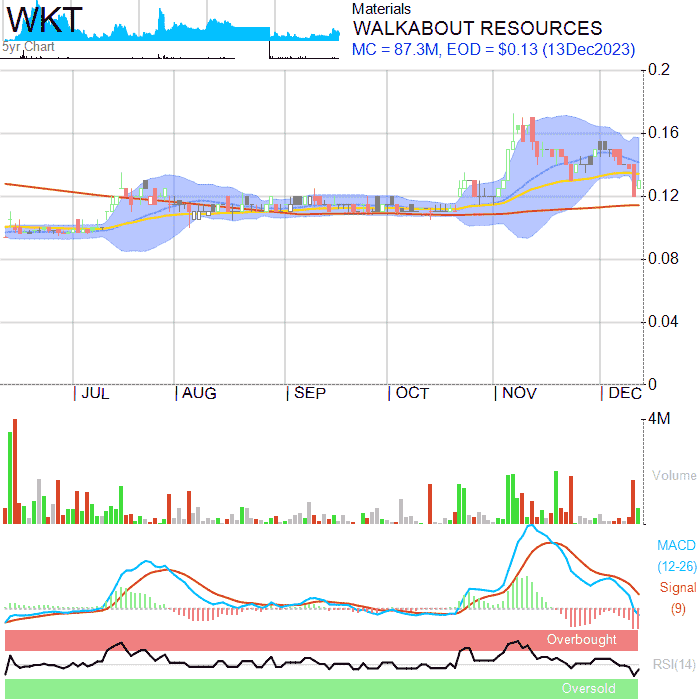 WKT
5yr Chart
Materials
WALKABOUT RESOURCES
MC = 87.3M, EOD = $0.13 (13Dec2023)
0.2
0.16
0.12
0.08
0.04
0
JUL AUG SEP OCT NOV DEC
4M
Volume
MACD
(12-26)
Signal
(9)
Overbought
RSI(14)
Oversold